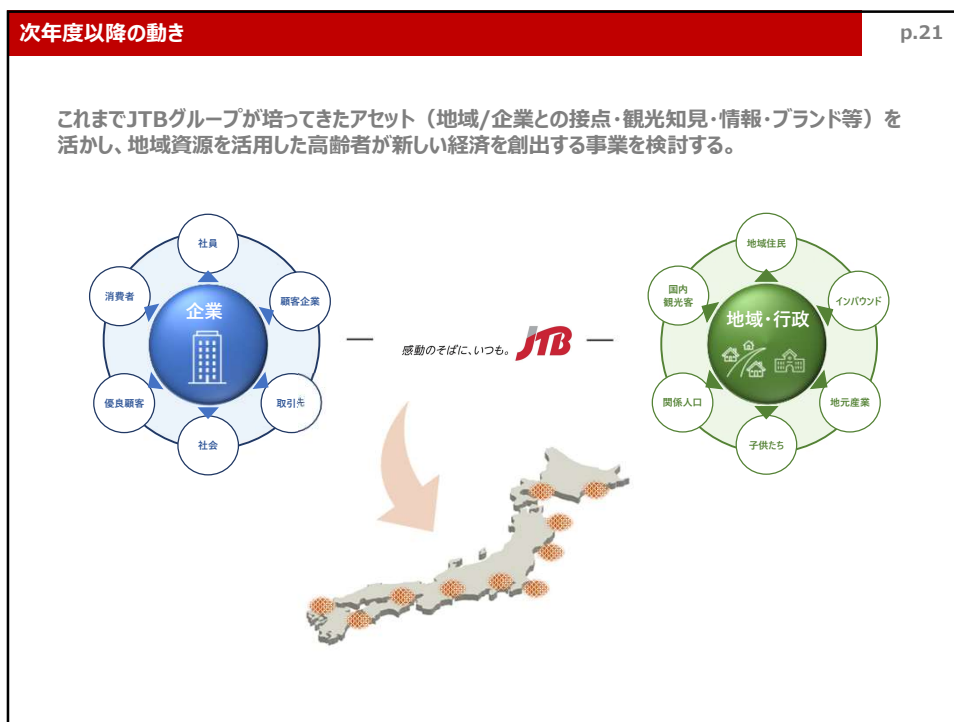 次年度以降の動き
p.21
これまでJTBグループが培ってきたアセット（地域/企業との接点・観光知見・情報・ブランド等）を
活かし、地域資源を活用した高齢者が新しい経済を創出する事業を検討する。
社員
消費者
顧客企業
企業
優良顧客
取引先
社会
感動のそばに、いつも。
JTB
地域住民
国内
観光客
インバウンド
地域・行政
関係人口
地元産業
子供たち